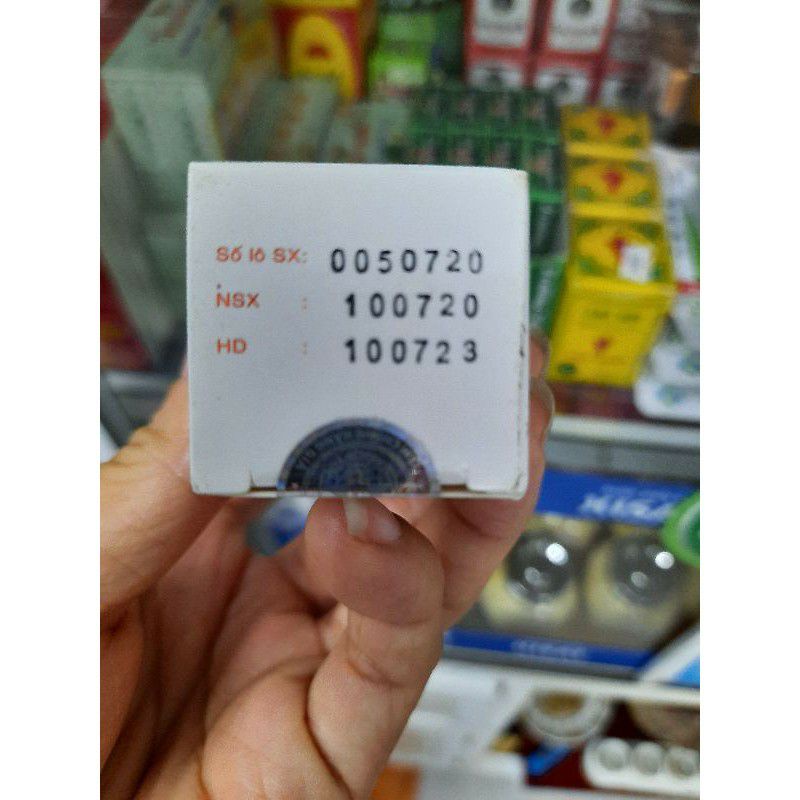 Số lô SX: 0050720
NSX : 100720
HD : 100723